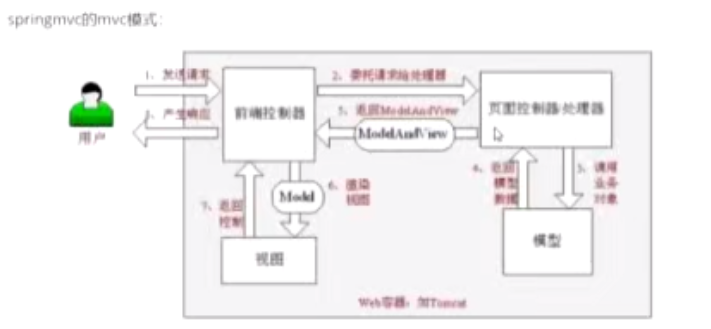 springmvc的mvc模式:
1、发送请求
2、委托请求给处理器
用户
产生响应
前端控制器
5、返回ModelAndView
ModelAndView
页面控制器/处理器
Model
6、渲染
视图
4、返回
模型
数据
3、调用
业务
对象
7、返回
控制
视图
模型
Web容器：如Tomcat